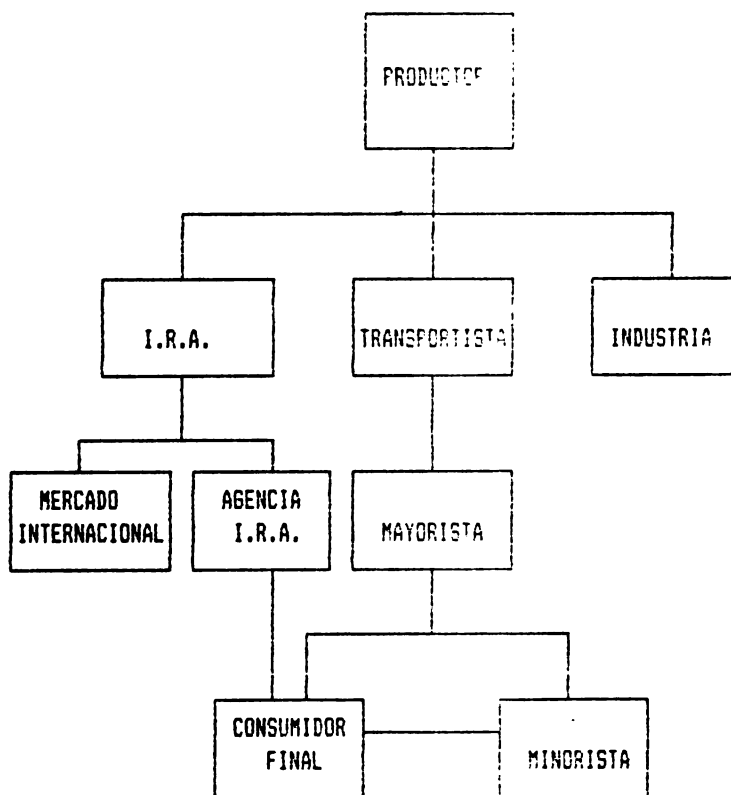 PRODUCTOR
I.R.A.
TRANSPORTISTA
INDUSTRIA
MERCADO
INTERNACIONAL
AGENCIA
I.R.A.
MAYORISTA
CONSUMIDOR
FINAL
MINORISTA